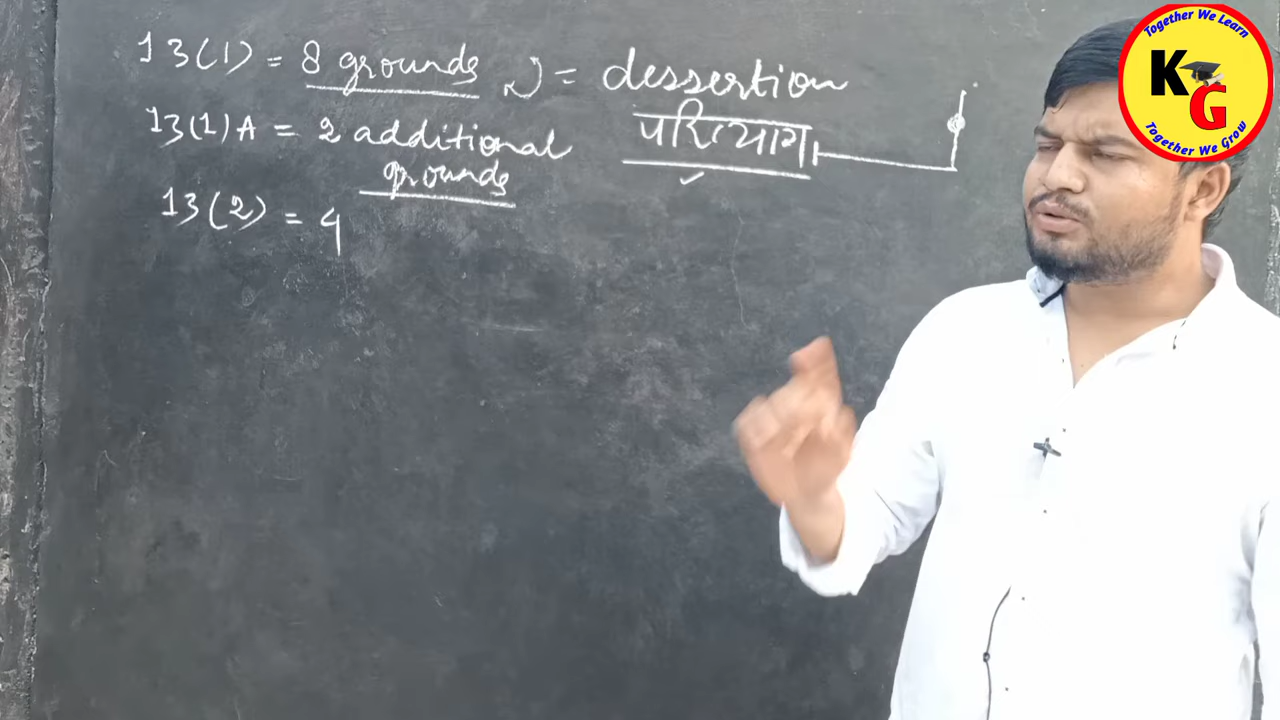 13(1) = 8 grounds
= dessertion
परित्याग
13(1)A = 2 additional
grounds
13(2) = 4
Together We Learn
KG
Together We Grow